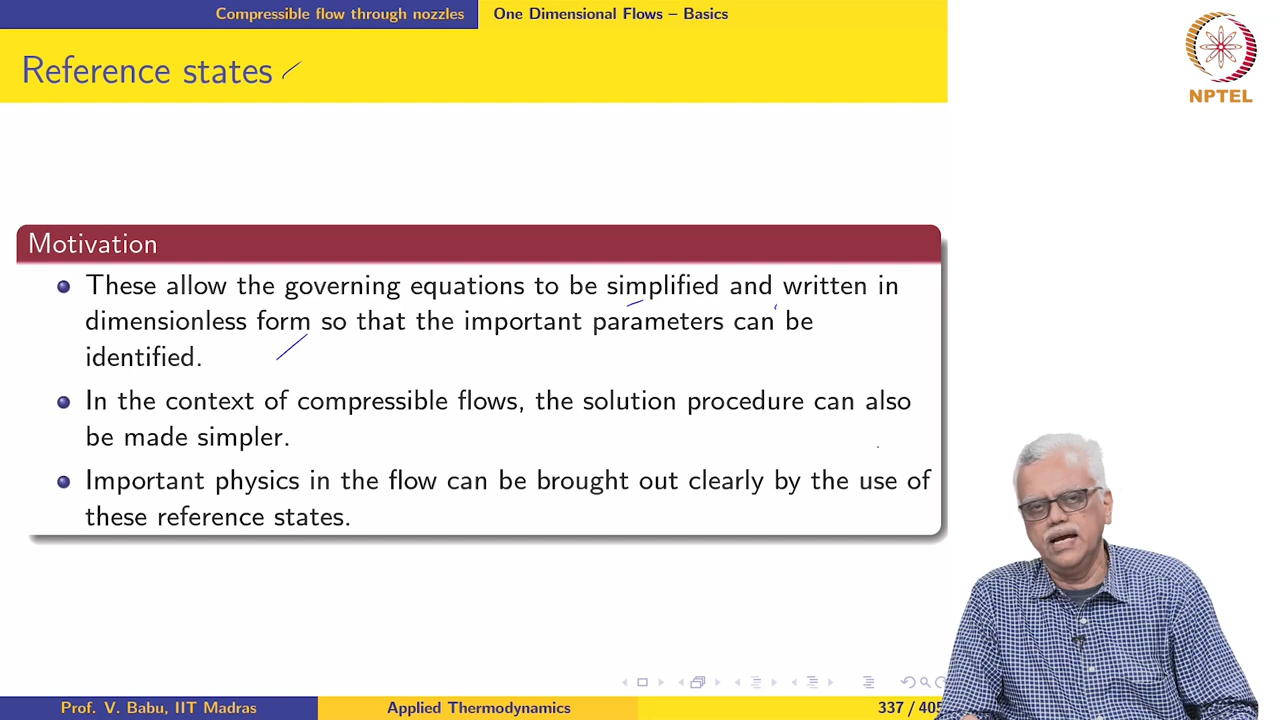 Compressible flow through nozzles One Dimensional Flows – Basics
Reference states
NPTEL
Motivation
These allow the governing equations to be simplified and written in
dimensionless form so that the important parameters can be
identified.
In the context of compressible flows, the solution procedure can also
be made simpler.
Important physics in the flow can be brought out clearly by the use of
these reference states.
Prof. V. Babu, IIT Madras Applied Thermodynamics 337 / 405